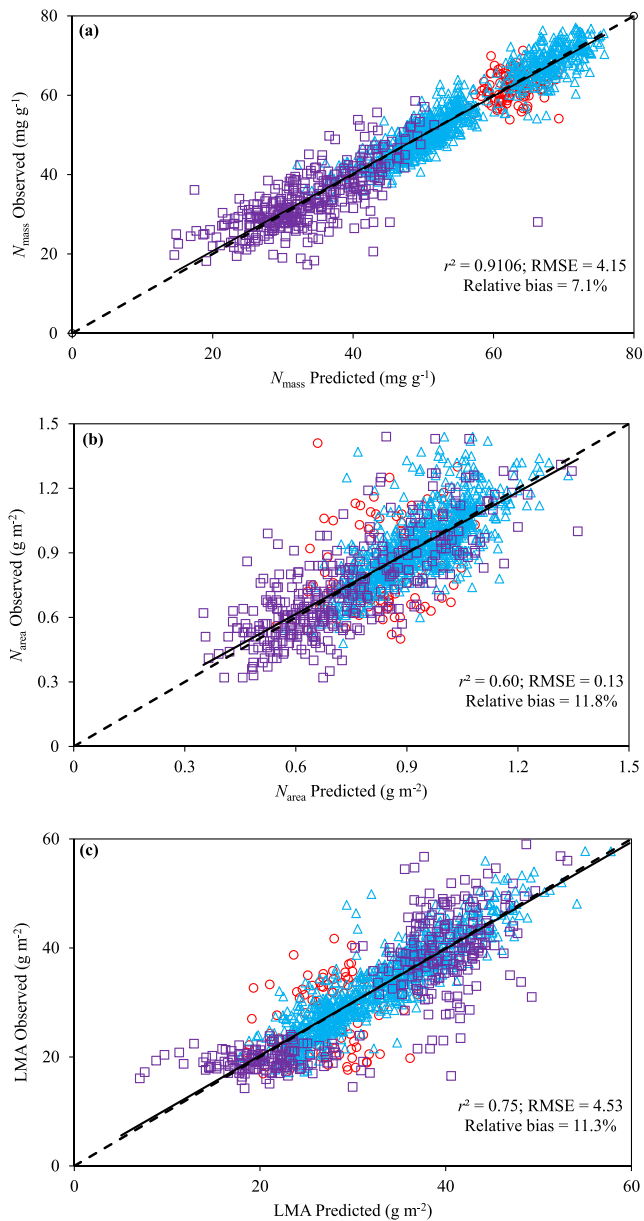 (a)
80
60
40
20
0
N_mass Observed (mg g⁻¹)
r² = 0.9106; RMSE = 4.15
Relative bias = 7.1%
0 20 40 60 80
N_mass Predicted (mg g⁻¹)
(b)
1.5
1.2
0.9
0.6
0.3
0
N_area Observed (g m⁻²)
r² = 0.60; RMSE = 0.13
Relative bias = 11.8%
0 0.3 0.6 0.9 1.2 1.5
N_area Predicted (g m⁻²)
(c)
60
40
20
0
LMA Observed (g m⁻²)
r² = 0.75; RMSE = 4.53
Relative bias = 11.3%
0 20 40 60
LMA Predicted (g m⁻²)